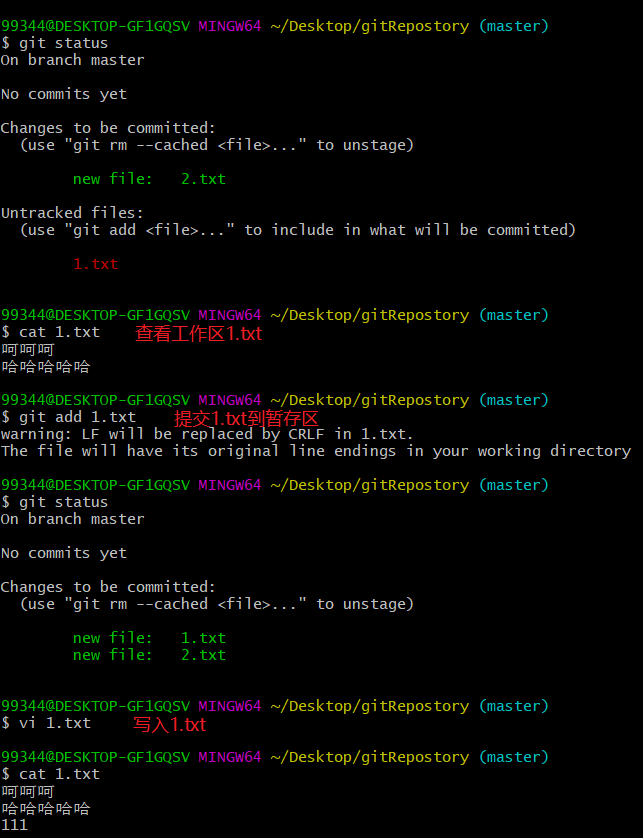 99344@DESKTOP-GF1GQSV MINGW64 ~/Desktop/gitRepostory (master)
$ git status
On branch master
No commits yet
Changes to be committed:
  (use "git rm --cached <file>..." to unstage)
        new file:   2.txt
Untracked files:
  (use "git add <file>..." to include in what will be committed)
        1.txt
99344@DESKTOP-GF1GQSV MINGW64 ~/Desktop/gitRepostory (master)
$ cat 1.txt 查看工作区1.txt
呵呵呵
哈哈哈哈哈
99344@DESKTOP-GF1GQSV MINGW64 ~/Desktop/gitRepostory (master)
$ git add 1.txt 提交1.txt到暂存区
warning: LF will be replaced by CRLF in 1.txt.
The file will have its original line endings in your working directory
99344@DESKTOP-GF1GQSV MINGW64 ~/Desktop/gitRepostory (master)
$ git status
On branch master
No commits yet
Changes to be committed:
  (use "git rm --cached <file>..." to unstage)
        new file:   1.txt
        new file:   2.txt
99344@DESKTOP-GF1GQSV MINGW64 ~/Desktop/gitRepostory (master)
$ vi 1.txt 写入1.txt
99344@DESKTOP-GF1GQSV MINGW64 ~/Desktop/gitRepostory (master)
$ cat 1.txt
呵呵呵
哈哈哈哈哈
111